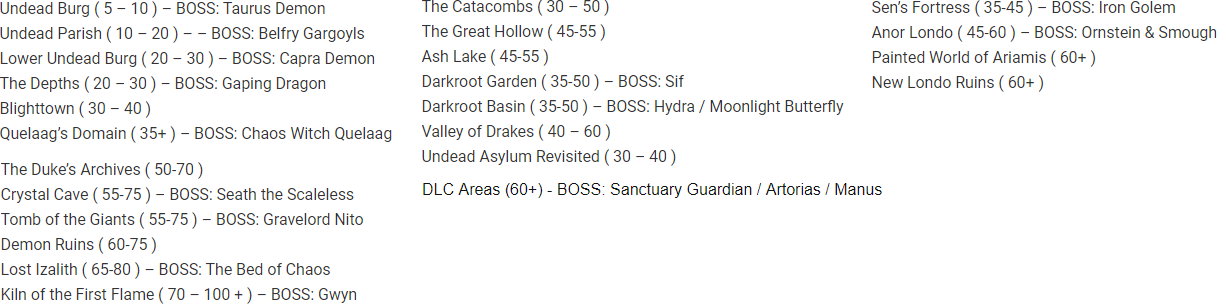 Undead Burg ( 5 – 10 ) – BOSS: Taurus Demon
Undead Parish ( 10 – 20 ) – – BOSS: Belfry Gargoyls
Lower Undead Burg ( 20 – 30 ) – BOSS: Capra Demon
The Depths ( 20 – 30 ) – BOSS: Gaping Dragon
Blighttown ( 30 – 40 )
Quelaag’s Domain ( 35+ ) – BOSS: Chaos Witch Quelaag
The Duke’s Archives ( 50-70 )
Crystal Cave ( 55-75 ) – BOSS: Seath the Scaleless
Tomb of the Giants ( 55-75 ) – BOSS: Gravelord Nito
Demon Ruins ( 60-75 )
Lost Izalith ( 65-80 ) – BOSS: The Bed of Chaos
Kiln of the First Flame ( 70 – 100 + ) – BOSS: Gwyn
The Catacombs ( 30 – 50 )
The Great Hollow ( 45-55 )
Ash Lake ( 45-55 )
Darkroot Garden ( 35-50 ) – BOSS: Sif
Darkroot Basin ( 35-50 ) – BOSS: Hydra / Moonlight Butterfly
Valley of Drakes ( 40 – 60 )
Undead Asylum Revisited ( 30 – 40 )
DLC Areas (60+) - BOSS: Sanctuary Guardian / Artorias / Manus
Sen’s Fortress ( 35-45 ) – BOSS: Iron Golem
Anor Londo ( 45-60 ) – BOSS: Ornstein & Smough
Painted World of Ariamis ( 60+ )
New Londo Ruins ( 60+ )